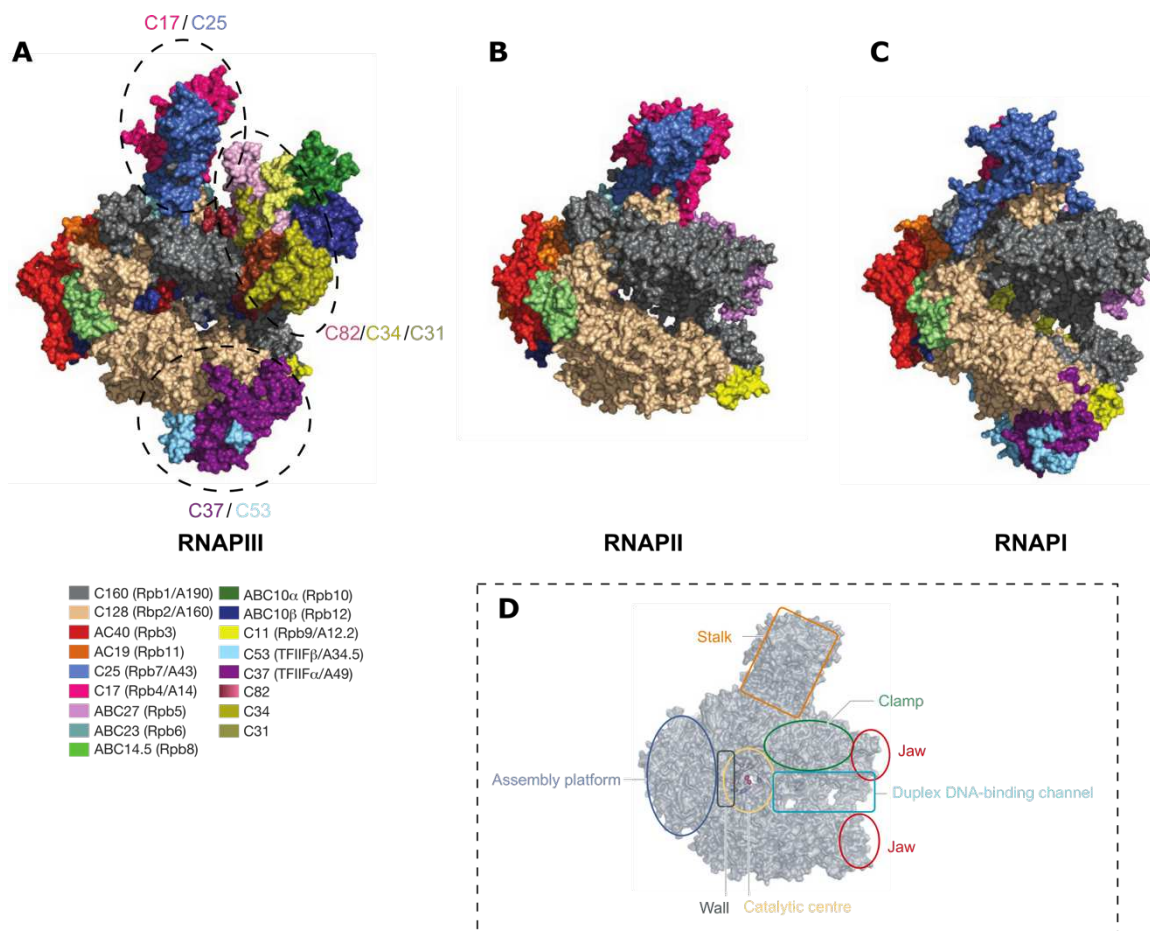 C17/C25
A
B
C
C82/C34/C31
C37/C53
RNAPIII
RNAPII
RNAPI
C160 (Rpb1/A190)
C128 (Rpb2/A160)
AC40 (Rpb3)
AC19 (Rpb11)
C25 (Rpb7/A43)
C17 (Rpb4/A14)
ABC27 (Rpb5)
ABC23 (Rpb6)
ABC14.5 (Rpb8)
ABC10α (Rpb10)
ABC10β (Rpb12)
C11 (Rpb9/A12.2)
C53 (TFIIFβ/A34.5)
C37 (TFIIFα/A49)
C82
C34
C31
D
Stalk
Clamp
Jaw
Assembly platform
Duplex DNA-binding channel
Jaw
Wall
Catalytic centre